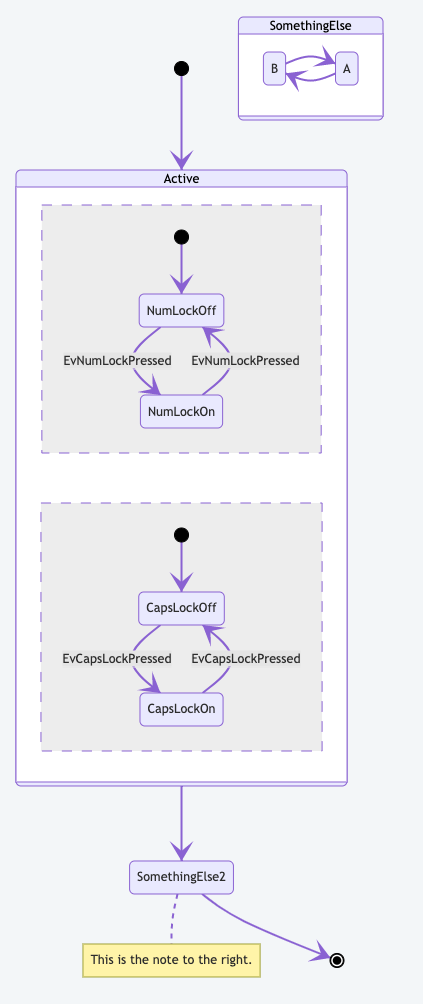 SomethingElse
B
A
Active
NumLockOff
EvNumLockPressed
EvNumLockPressed
NumLockOn
CapsLockOff
EvCapsLockPressed
EvCapsLockPressed
CapsLockOn
SomethingElse2
This is the note to the right.